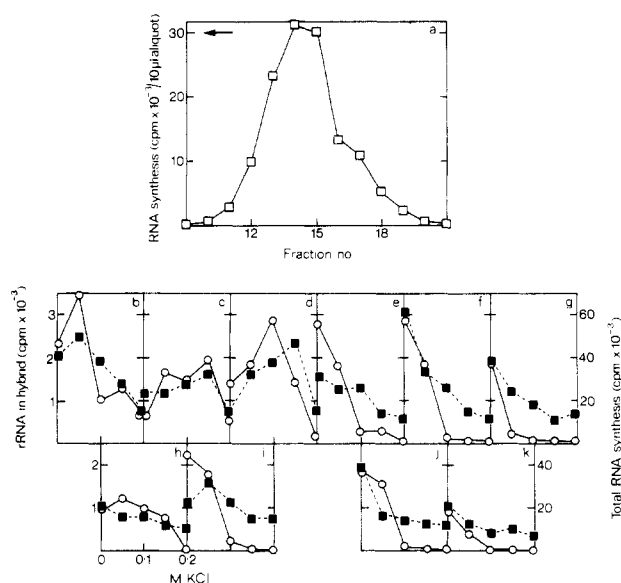 30
20
10
RNA synthesis (cpm × 10⁻³/10µl aliquot)
a
12 15 18
Fraction no
3
2
1
rRNA in hybrid (cpm × 10⁻³)
b c d e f g
60
40
20
Total RNA synthesis (cpm × 10⁻³)
2
1
h i j k
40
20
0 0·1 0·2
M KCl